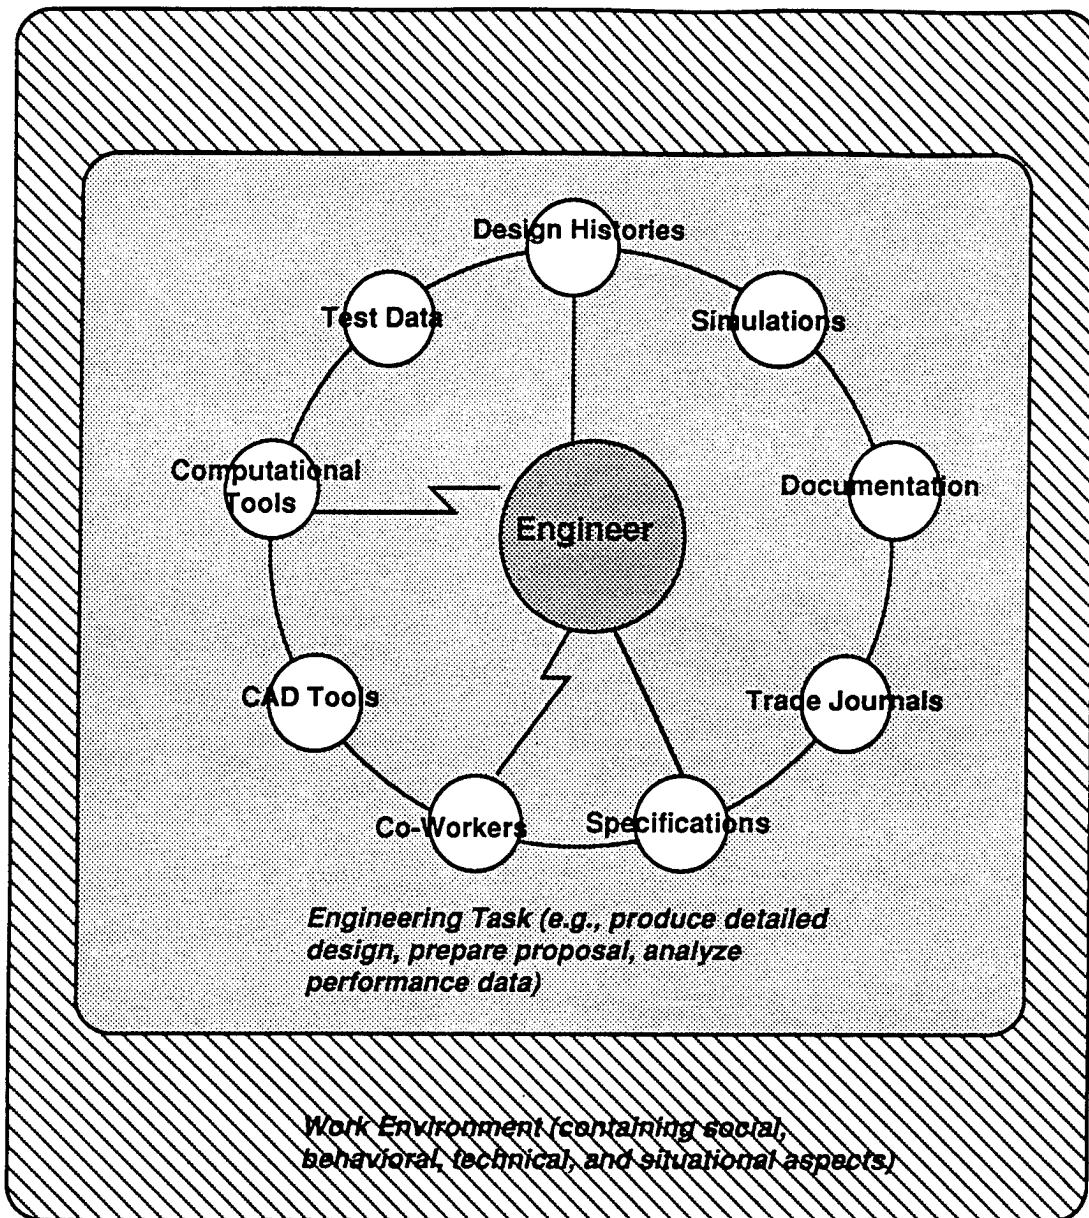 Design Histories
Test Data
Simulations
Computational
Tools
Documentation
Engineer
CAD Tools
Trade Journals
Co-Workers
Specifications
Engineering Task (e.g., produce detailed
design, prepare proposal, analyze
performance data)
Work Environment (containing social,
behavioral, technical, and situational aspects)